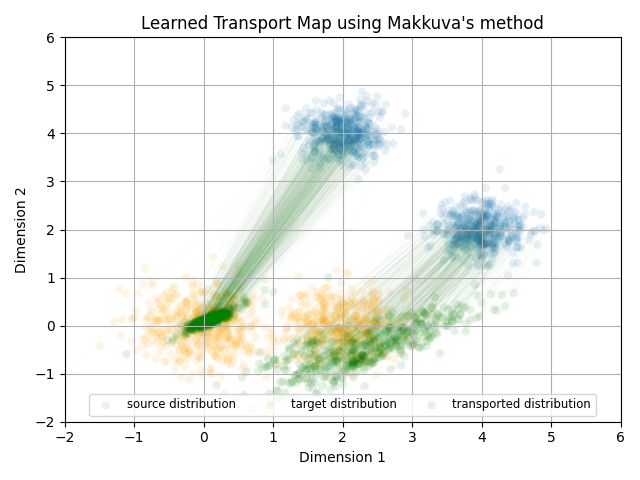 Learned Transport Map using Makkuva's method
6
5
4
3
2
1
0
−1
−2
Dimension 2
source distribution target distribution transported distribution
−2 −1 0 1 2 3 4 5 6
Dimension 1